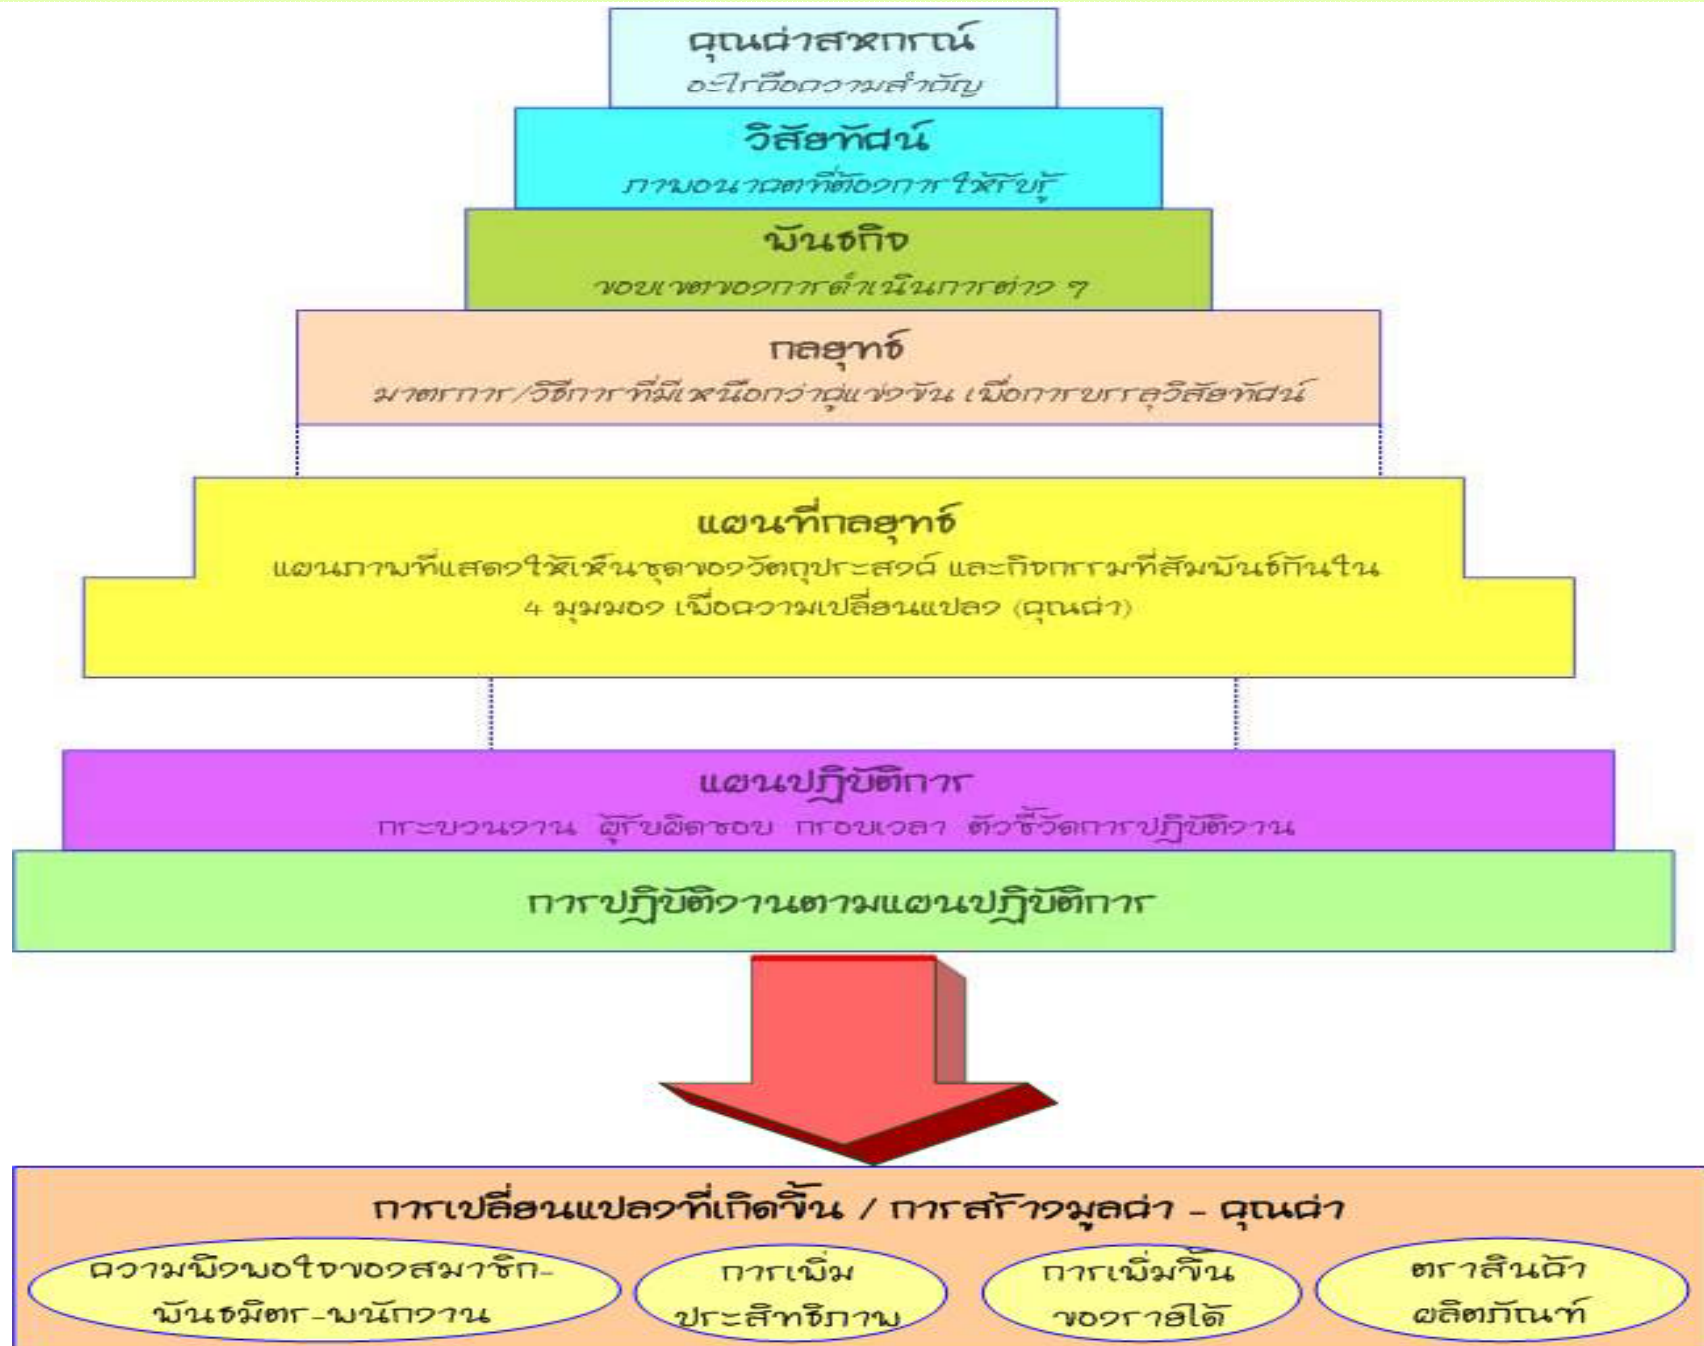 คุณค่าสหกรณ์
อะไรคือความสำคัญ
วิสัยทัศน์
ภาพอนาคตที่ต้องการให้รับรู้
พันธกิจ
ขอบเขตของการดำเนินการต่าง ๆ
กลยุทธ์
มาตรการ/วิธีการที่มีเหนือกว่าคู่แข่งขัน เพื่อการบรรลุวิสัยทัศน์
แผนที่กลยุทธ์
แผนภาพที่แสดงให้เห็นชุดของวัตถุประสงค์ และกิจกรรมที่สัมพันธ์กันใน
4 มุมมอง เพื่อความเปลี่ยนแปลง (คุณค่า)
แผนปฏิบัติการ
กระบวนงาน ผู้รับผิดชอบ กรอบเวลา ตัวชี้วัดการปฏิบัติงาน
การปฏิบัติงานตามแผนปฏิบัติการ
การเปลี่ยนแปลงที่เกิดขึ้น / การสร้างมูลค่า - คุณค่า
ความพึงพอใจของสมาชิก-
พันธมิตร-พนักงาน
การเพิ่ม
ประสิทธิภาพ
การเพิ่มขึ้น
ของรายได้
ตราสินค้า
ผลิตภัณฑ์